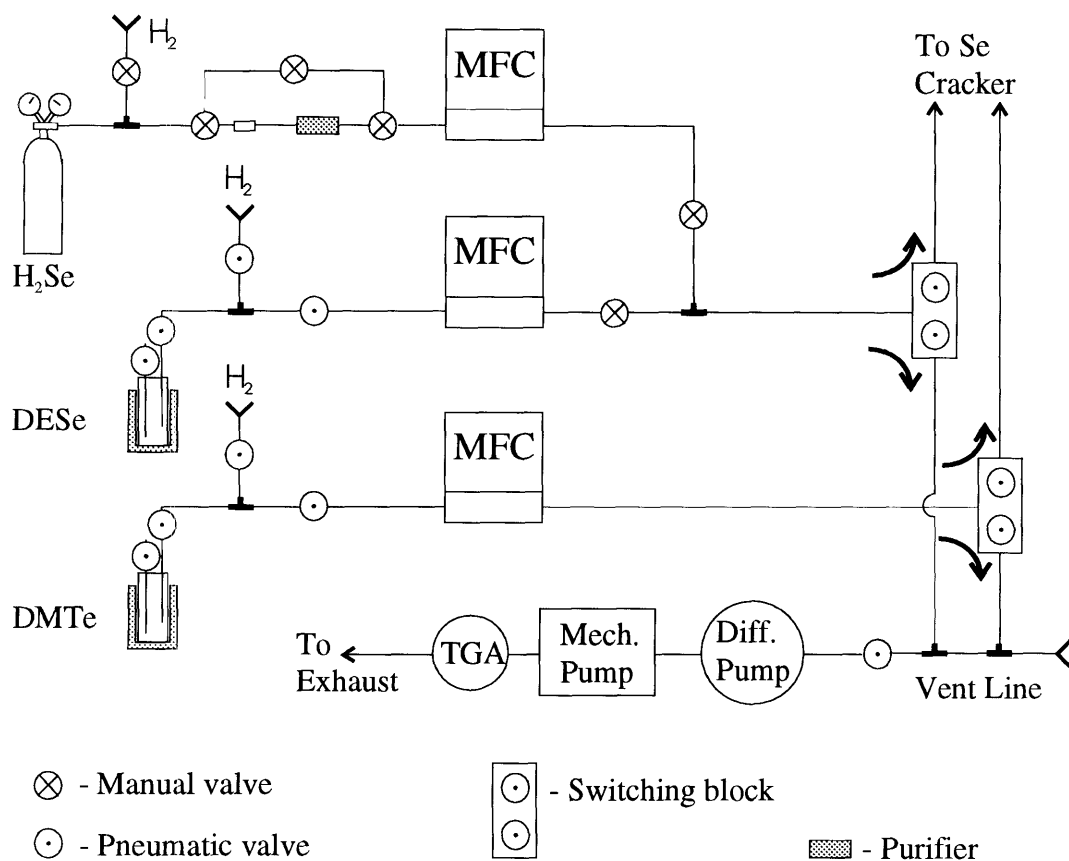 H₂
MFC
To Se
Cracker
H₂Se
H₂
MFC
DESe
H₂
MFC
DMTe
To
Exhaust
TGA
Mech.
Pump
Diff.
Pump
Vent Line
- Manual valve
- Switching block
- Pneumatic valve
- Purifier